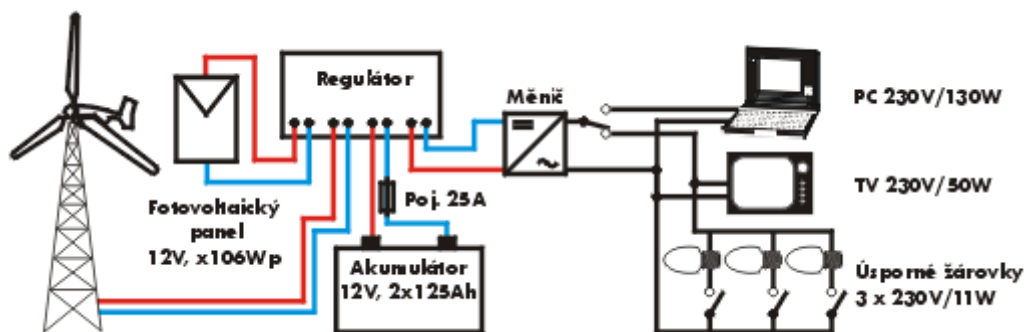 Regulátor
Měnič
PC 230V/130W
TV 230V/50W
Poj. 25A
Fotovoltaický
panel
12V, x106Wp
Akumulátor
12V, 2x125Ah
Úsporné žárovky
3 x 230V/11W